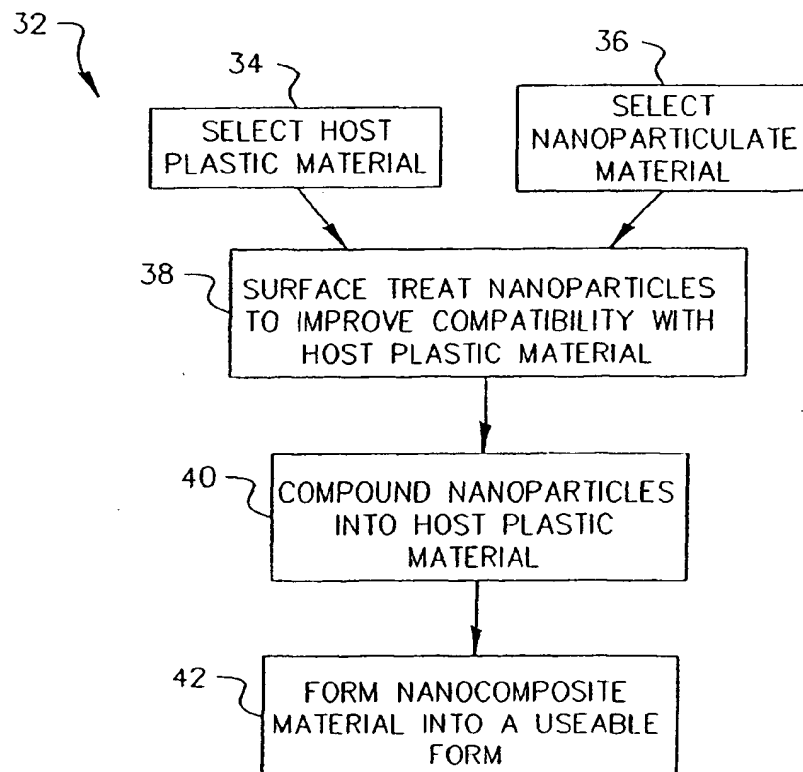 32
34
SELECT HOST
PLASTIC MATERIAL
36
SELECT
NANOPARTICULATE
MATERIAL
38
SURFACE TREAT NANOPARTICLES
TO IMPROVE COMPATIBILITY WITH
HOST PLASTIC MATERIAL
40
COMPOUND NANOPARTICLES
INTO HOST PLASTIC
MATERIAL
42
FORM NANOCOMPOSITE
MATERIAL INTO A USEABLE
FORM